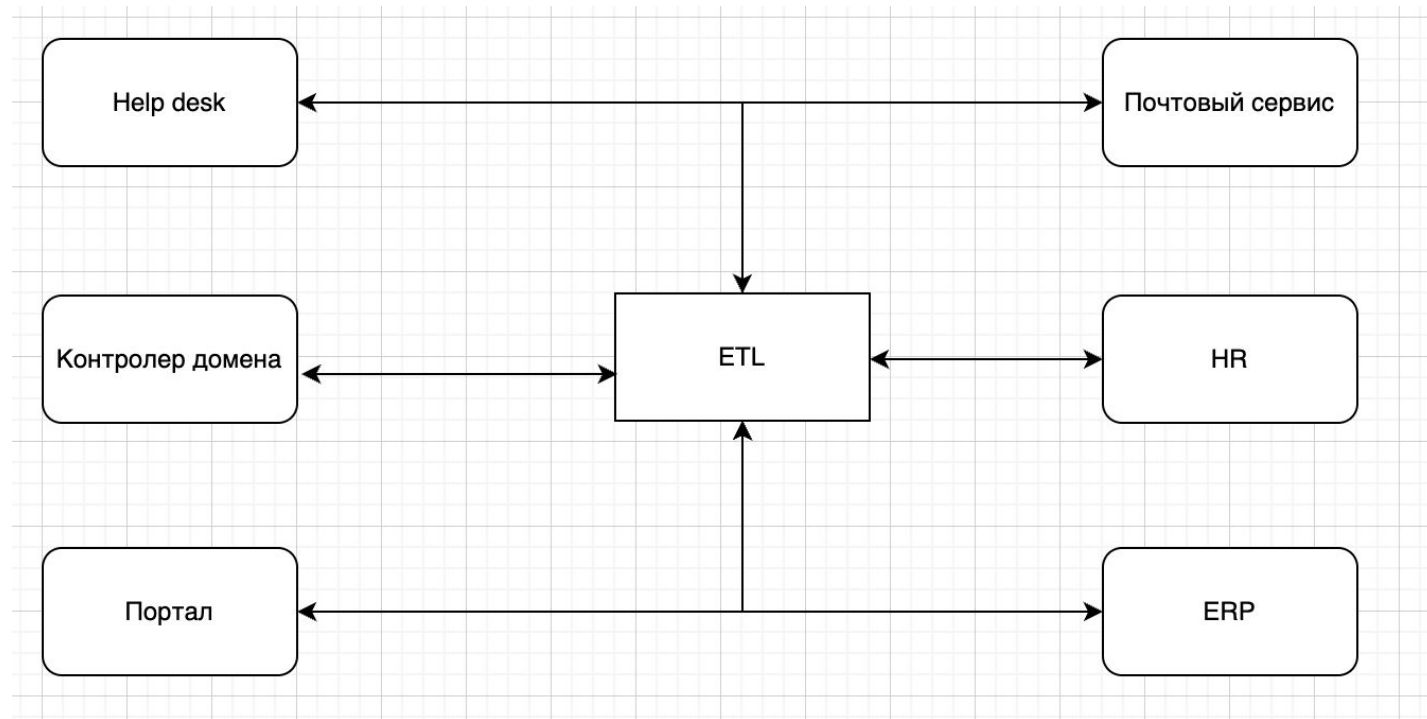 Help desk
Почтовый сервис
Контролер домена
ETL
HR
Портал
ERP